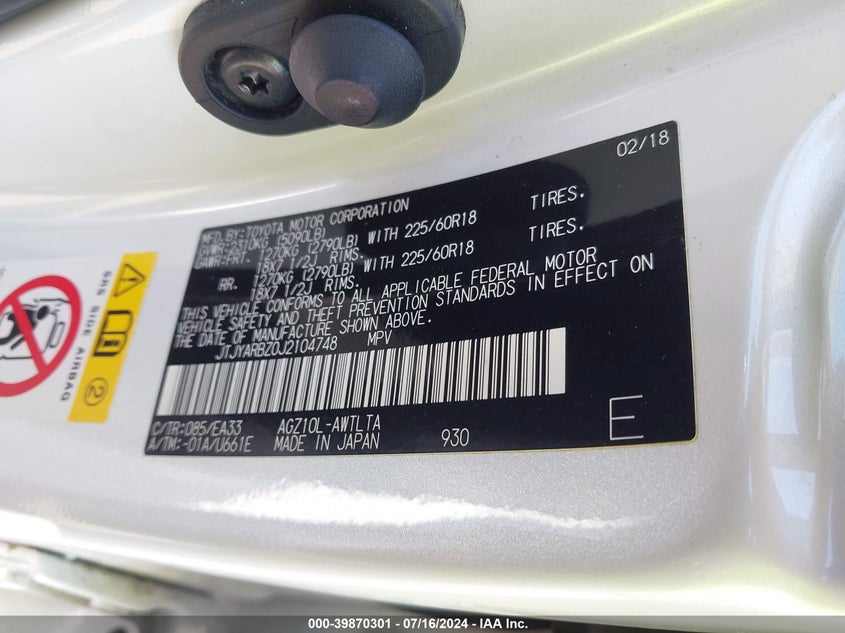 02/18
MFD.BY:TOYOTA MOTOR CORPORATION
GVWR:2310KG (5090LB)
GAWR:FRT. 1270KG (2790LB) WITH 225/60R18 TIRES.
18X7 1/2J RIMS.
RR. 1270KG (2790LB) WITH 225/60R18 TIRES.
18X7 1/2J RIMS.
THIS VEHICLE CONFORMS TO ALL APPLICABLE FEDERAL MOTOR
VEHICLE SAFETY AND THEFT PREVENTION STANDARDS IN EFFECT ON
THE DATE OF MANUFACTURE SHOWN ABOVE.
JTJYARBZ0J2104748 MPV
C/TR:085/EA33 AGZ10L-AWTLTA
A/TM:-01A/U661E MADE IN JAPAN 930 E
SRS SIDE AIRBAG
2
000-39870301 - 07/16/2024 - IAA Inc.